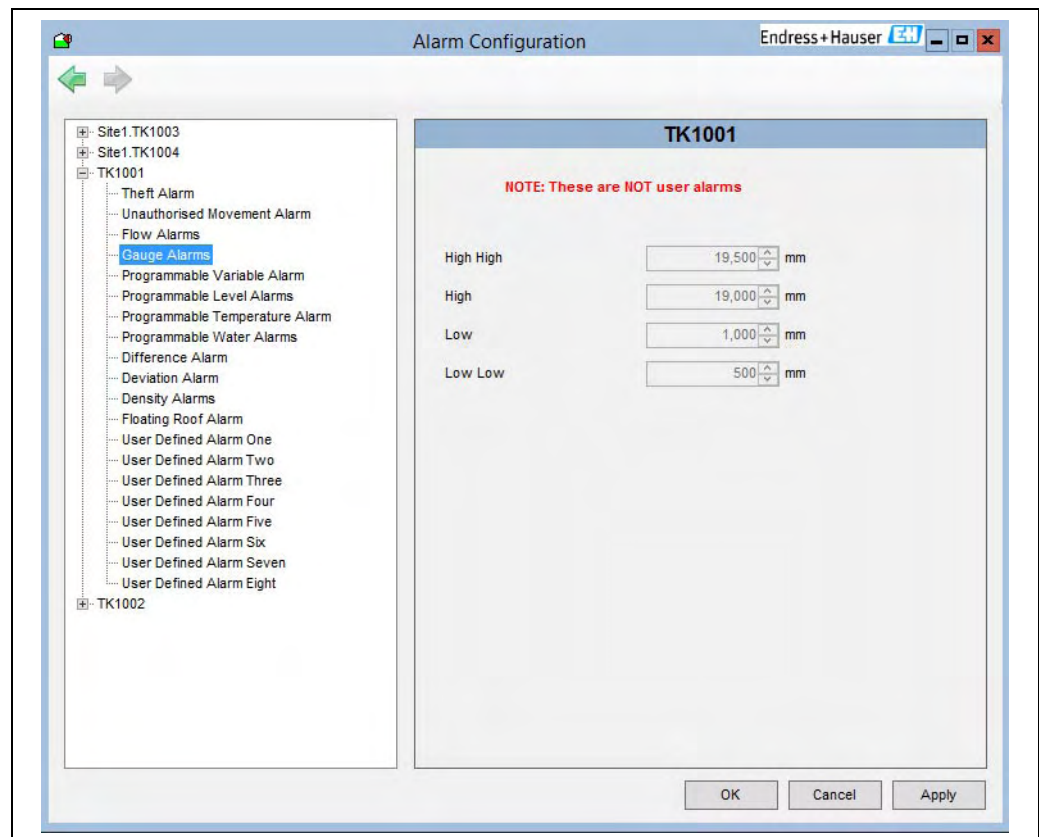 Alarm Configuration
Endress+Hauser EH
Site1.TK1003
Site1.TK1004
TK1001
Theft Alarm
Unauthorised Movement Alarm
Flow Alarms
Gauge Alarms
Programmable Variable Alarm
Programmable Level Alarms
Programmable Temperature Alarm
Programmable Water Alarms
Difference Alarm
Deviation Alarm
Density Alarms
Floating Roof Alarm
User Defined Alarm One
User Defined Alarm Two
User Defined Alarm Three
User Defined Alarm Four
User Defined Alarm Five
User Defined Alarm Six
User Defined Alarm Seven
User Defined Alarm Eight
TK1002
TK1001
NOTE: These are NOT user alarms
High High 19,500 mm
High 19,000 mm
Low 1,000 mm
Low Low 500 mm
OK Cancel Apply